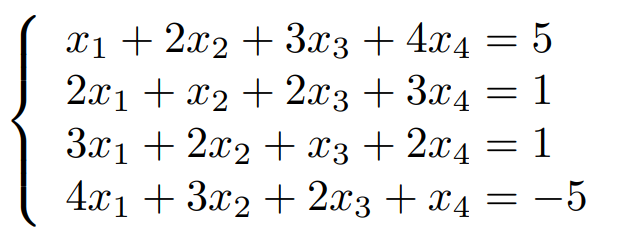 x₁ + 2x₂ + 3x₃ + 4x₄ = 5
2x₁ + x₂ + 2x₃ + 3x₄ = 1
3x₁ + 2x₂ + x₃ + 2x₄ = 1
4x₁ + 3x₂ + 2x₃ + x₄ = −5